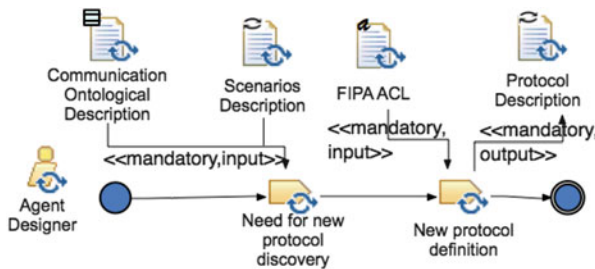 Communication
Ontological
Description
Scenarios
Description
a
FIPA ACL
Protocol
Description
<<mandatory,input>>
<<mandatory,
input>>
<<mandatory,
output>>
Agent
Designer
Need for new
protocol
discovery
New protocol
definition